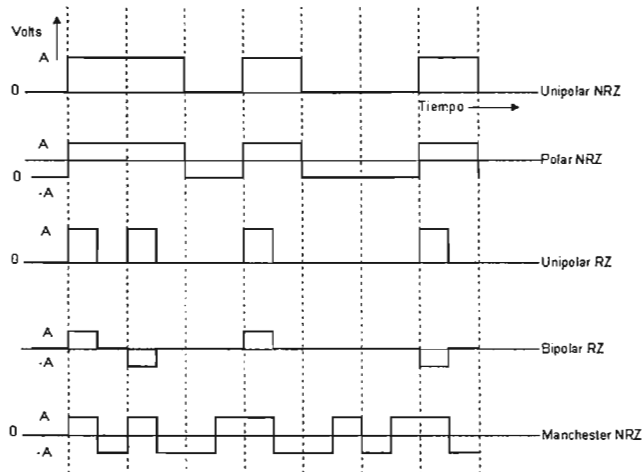 Volts
A
0
Unipolar NRZ
Tiempo
A
0
-A
Polar NRZ
A
0
Unipolar RZ
A
-A
Bipolar RZ
A
0
-A
Manchester NRZ